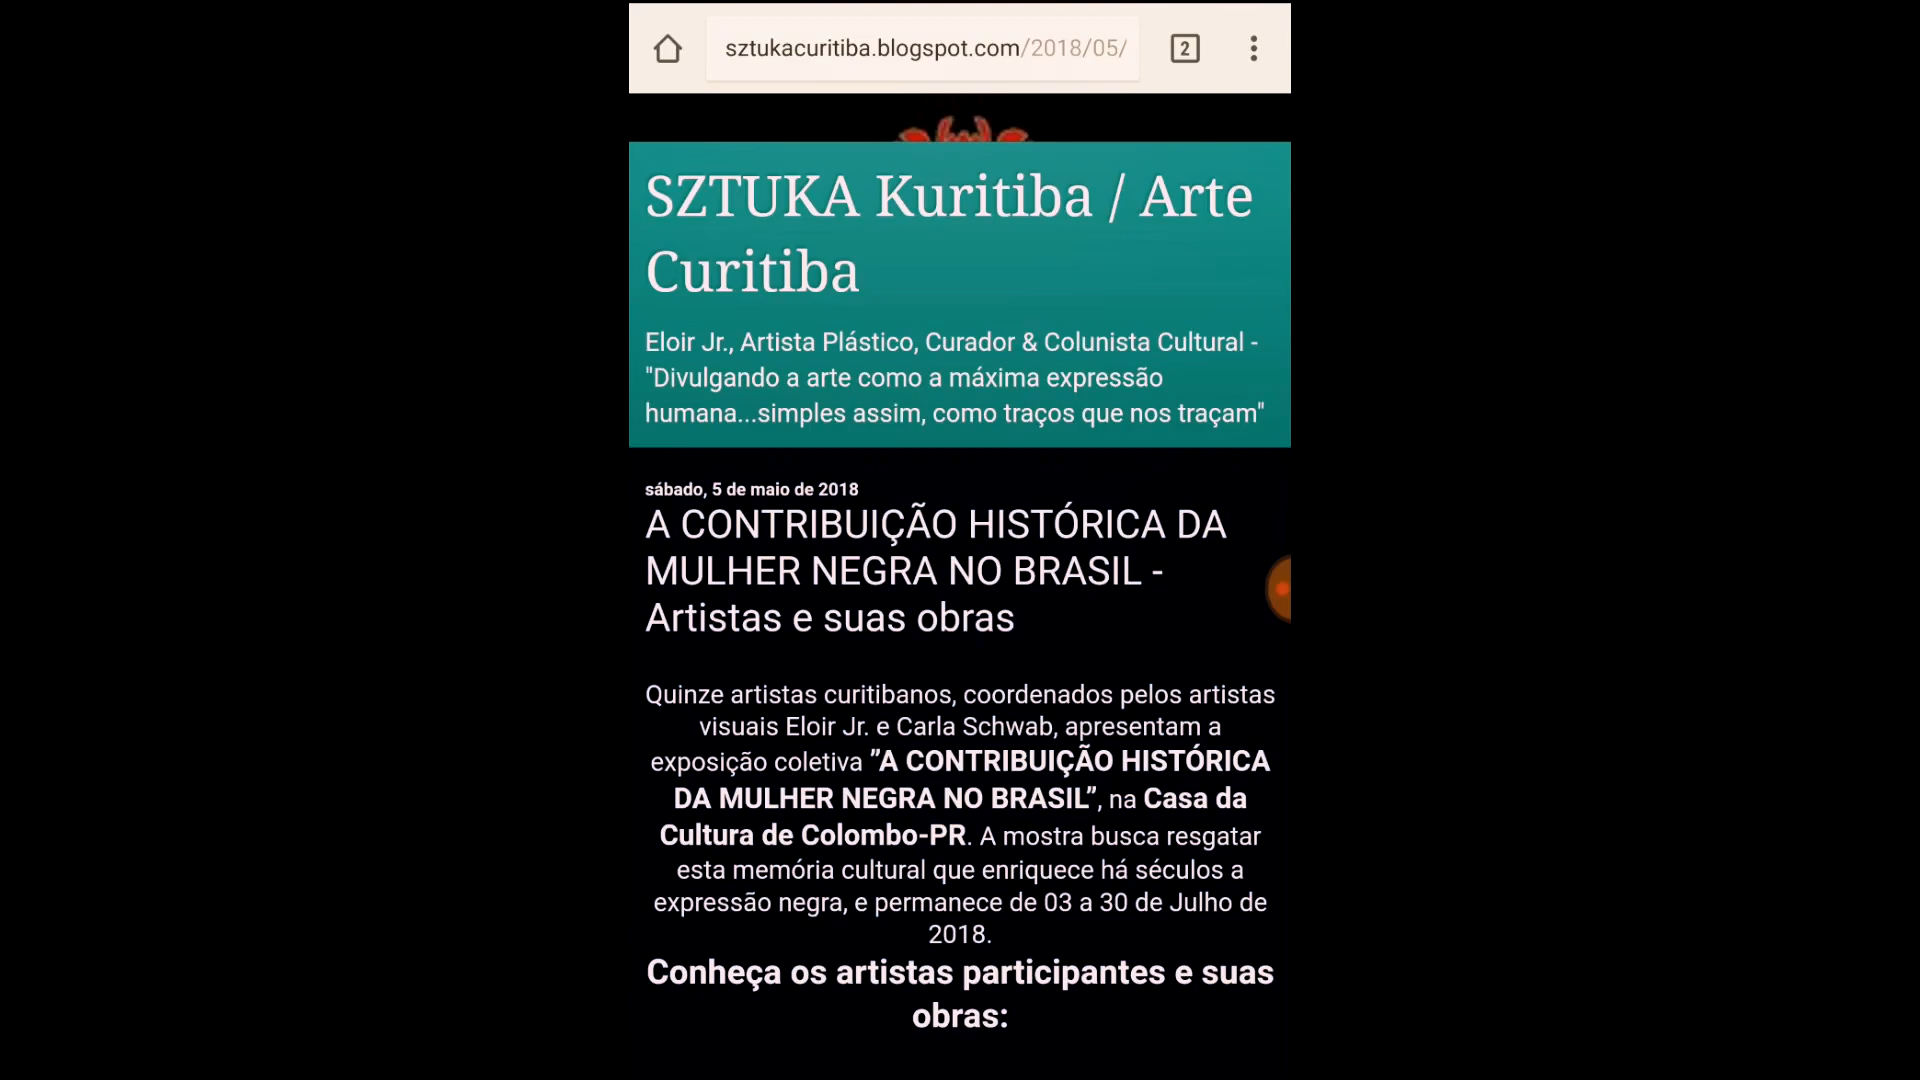 sztukacuritiba.blogspot.com/2018/05/
2
SZTUKA Kuritiba / Arte
Curitiba
Eloir Jr., Artista Plástico, Curador & Colunista Cultural -
"Divulgando a arte como a máxima expressão
humana...simples assim, como traços que nos traçam"
sábado, 5 de maio de 2018
A CONTRIBUIÇÃO HISTÓRICA DA
MULHER NEGRA NO BRASIL -
Artistas e suas obras
Quinze artistas curitibanos, coordenados pelos artistas
visuais Eloir Jr. e Carla Schwab, apresentam a
exposição coletiva ”A CONTRIBUIÇÃO HISTÓRICA
DA MULHER NEGRA NO BRASIL”, na Casa da
Cultura de Colombo-PR. A mostra busca resgatar
esta memória cultural que enriquece há séculos a
expressão negra, e permanece de 03 a 30 de Julho de
2018.
Conheça os artistas participantes e suas
obras: